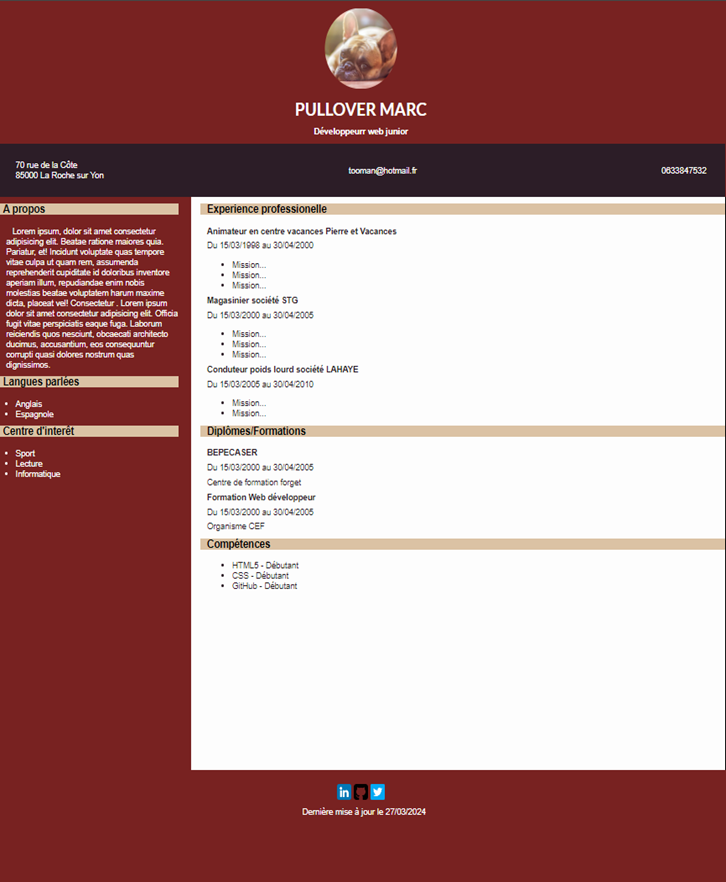 PULLOVER MARC
Développeurr web junior
70 rue de la Côte
85000 La Roche sur Yon
tooman@hotmail.fr
0633847532
A propos
Lorem ipsum, dolor sit amet consectetur
adipisicing elit. Beatae ratione maiores quia.
Pariatur, et! Incidunt voluptate quas tempore
vitae culpa ut quam rem, assumenda
reprehenderit cupiditate id doloribus inventore
aperiam illum, repudiandae enim nobis
molestias beatae voluptatem harum maxime
dicta, placeat vel! Consectetur . Lorem ipsum
dolor sit amet consectetur adipisicing elit. Officia
fugit vitae perspiciatis eaque fuga. Laborum
reiciendis quos nesciunt, obcaecati architecto
ducimus, accusantium, eos consequuntur
corrupti quasi dolores nostrum quas
dignissimos.
Langues parlées
• Anglais
• Espagnole
Centre d'interêt
• Sport
• Lecture
• Informatique
Experience professionelle
Animateur en centre vacances Pierre et Vacances
Du 15/03/1998 au 30/04/2000
• Mission...
• Mission...
• Mission...
Magasinier société STG
Du 15/03/2000 au 30/04/2005
• Mission...
• Mission...
• Mission...
Conduteur poids lourd société LAHAYE
Du 15/03/2005 au 30/04/2010
• Mission...
• Mission...
Diplômes/Formations
BEPECASER
Du 15/03/2000 au 30/04/2005
Centre de formation forget
Formation Web développeur
Du 15/03/2000 au 30/04/2005
Organisme CEF
Compétences
• HTML5 - Débutant
• CSS - Débutant
• GitHub - Débutant
in
Dernière mise à jour le 27/03/2024